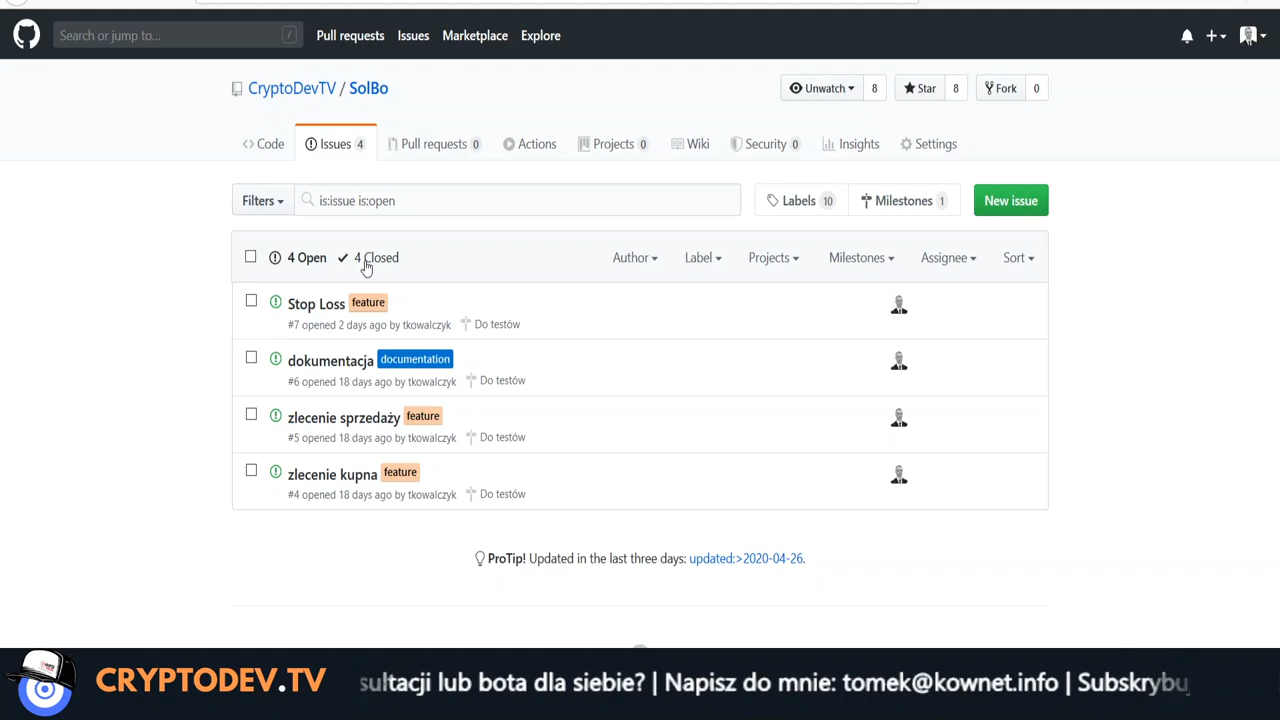 Search or jump to... / Pull requests Issues Marketplace Explore
CryptoDevTV / SolBo Unwatch 8 Star 8 Fork 0
Code Issues 4 Pull requests 0 Actions Projects 0 Wiki Security 0 Insights Settings
Filters is:issue is:open Labels 10 Milestones 1 New issue
4 Open 4 Closed Author Label Projects Milestones Assignee Sort
Stop Loss feature
#7 opened 2 days ago by tkowalczyk Do testów
dokumentacja documentation
#6 opened 18 days ago by tkowalczyk Do testów
zlecenie sprzedaży feature
#5 opened 18 days ago by tkowalczyk Do testów
zlecenie kupna feature
#4 opened 18 days ago by tkowalczyk Do testów
ProTip! Updated in the last three days: updated:>2020-04-26.
CRYPTODEV.TV sultacji lub bota dla siebie? | Napisz do mnie: tomek@kownet.info | Subskrybuj